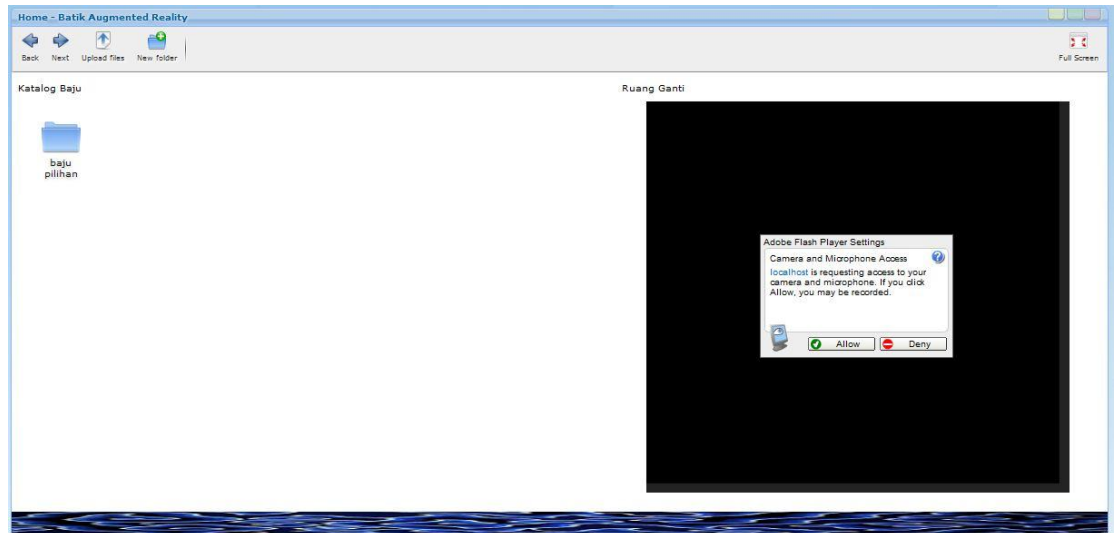 Home - Batik Augmented Reality
Back Next Upload files New folder Full Screen
Katalog Baju
Ruang Ganti
baju
pilihan
Adobe Flash Player Settings
Camera and Microphone Access
localhost is requesting access to your
camera and microphone. If you click
Allow, you may be recorded.
Allow Deny